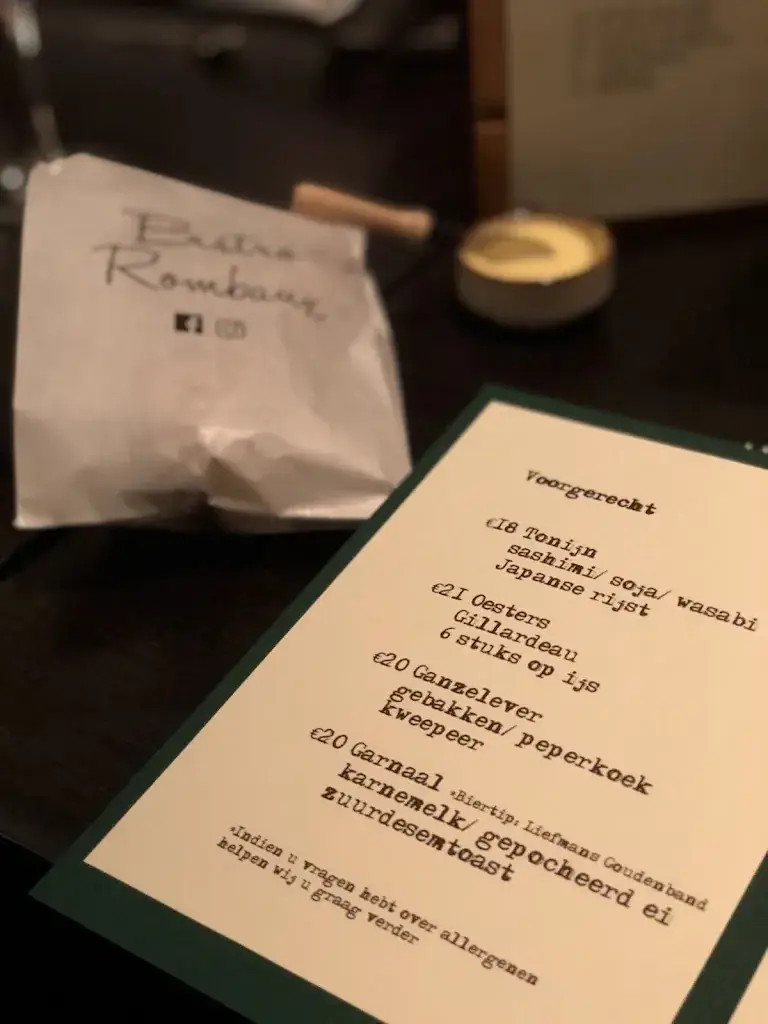 Bistro
Rombaux
Voorgerecht
€18 Tonijn
sashimi/ soja/ wasabi
Japanse rijst
€21 Oesters
Gillardeau
6 stuks op ijs
€20 Ganzelever
gebakken/ peperkoek
kweepeer
€20 Garnaal *Biertip: Liefmans Goudenband
karnemelk/ gepocheerd ei
zuurdesemtoast
*Indien u vragen hebt over allergenen
helpen wij u graag verder